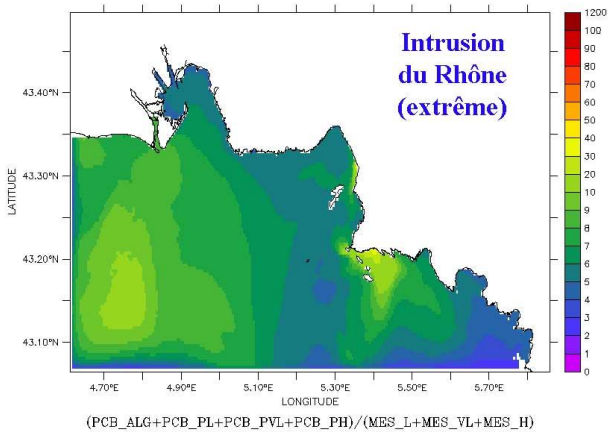 Intrusion
du Rhône
(extrême)
LATITUDE
43.40°N
43.30°N
43.20°N
43.10°N
4.70°E 4.90°E 5.10°E 5.30°E 5.50°E 5.70°E
LONGITUDE
1200
100
90
80
70
60
50
40
30
20
10
9
8
7
6
5
4
3
2
1
0
(PCB_ALG+PCB_PL+PCB_PVL+PCB_PH)/(MES_L+MES_VL+MES_H)